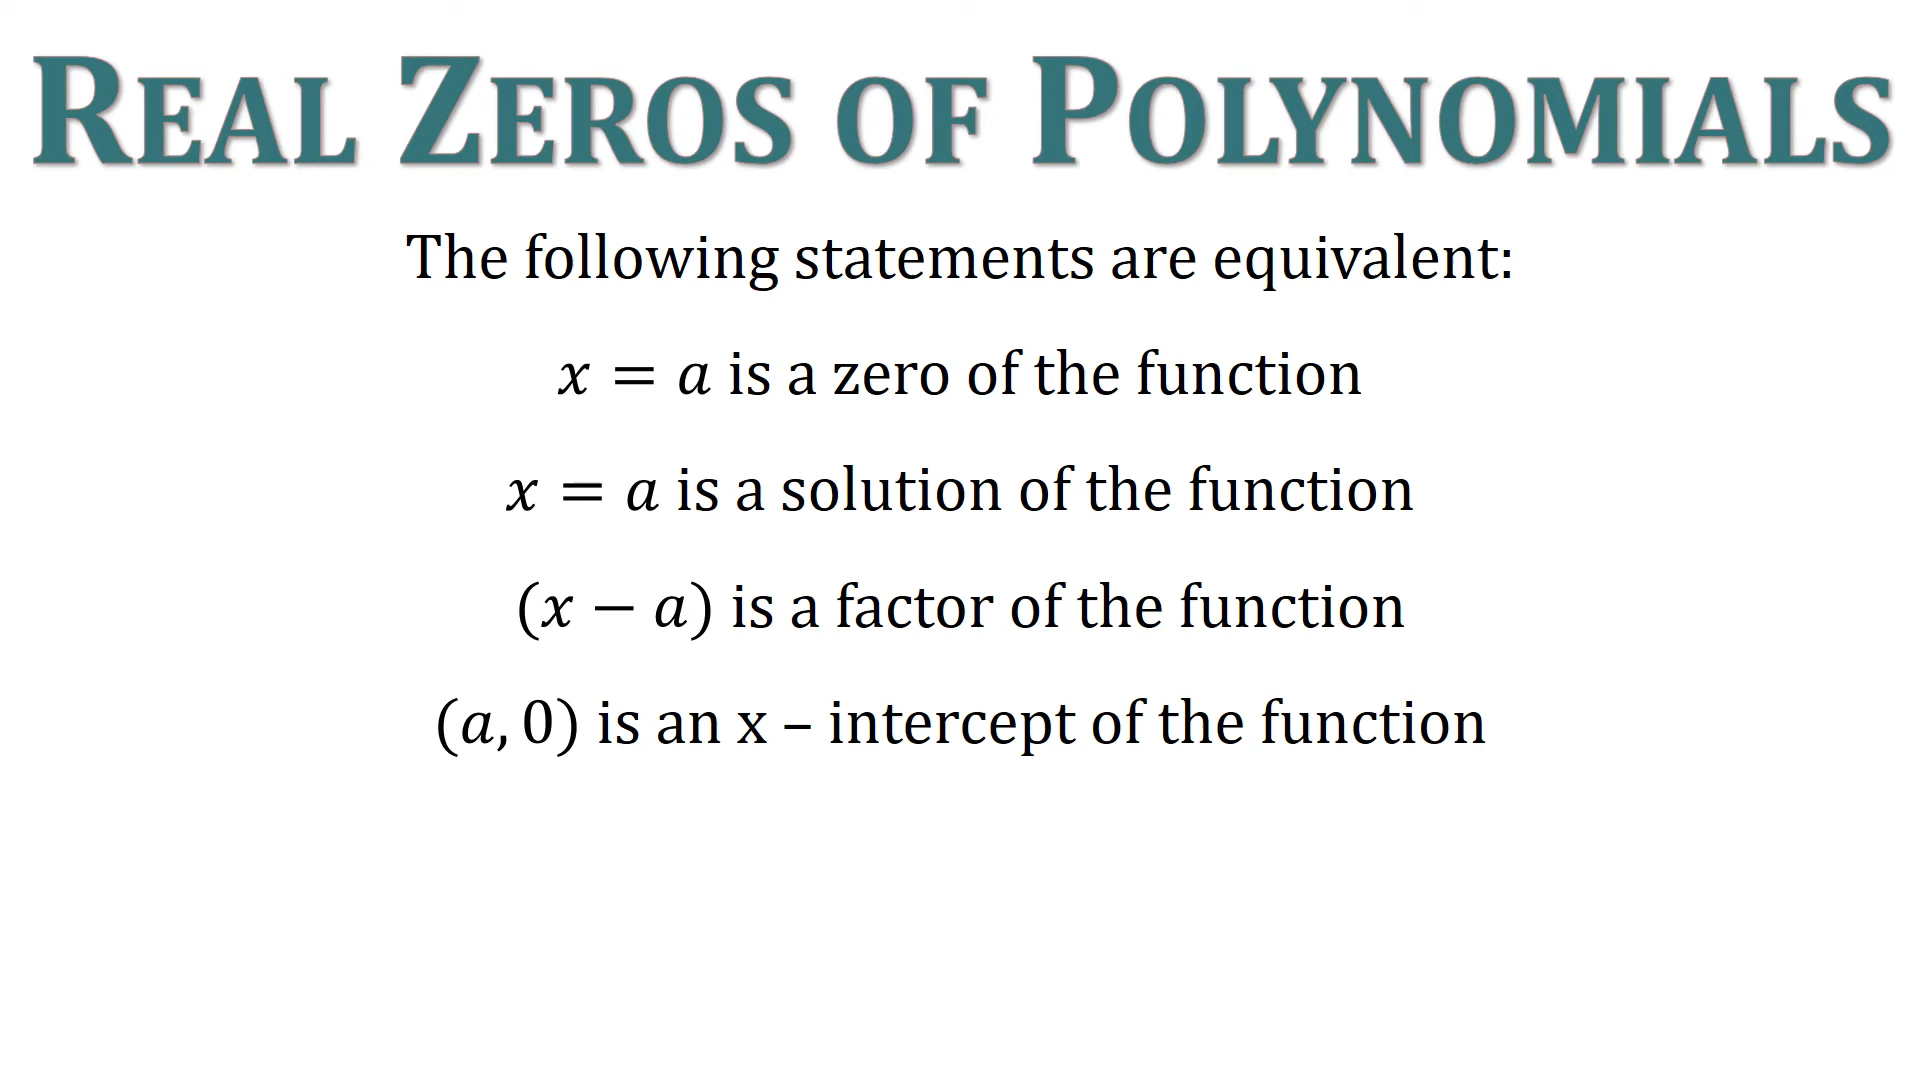 REAL ZEROS OF POLYNOMIALS
The following statements are equivalent:
x = a is a zero of the function
x = a is a solution of the function
(x − a) is a factor of the function
(a, 0) is an x – intercept of the function